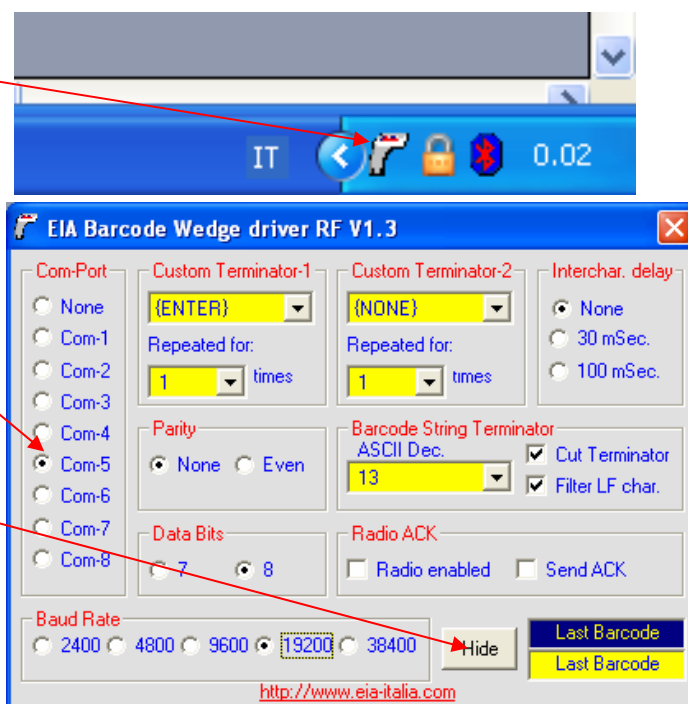 IT 0.02
EIA Barcode Wedge driver RF V1.3
Com-Port
None
Com-1
Com-2
Com-3
Com-4
Com-5
Com-6
Com-7
Com-8
Custom Terminator-1
{ENTER}
Repeated for:
1 times
Custom Terminator-2
{NONE}
Repeated for:
1 times
Interchar. delay
None
30 mSec.
100 mSec.
Parity
None Even
Barcode String Terminator
ASCII Dec.
13
Cut Terminator
Filter LF char.
Data Bits
7 8
Radio ACK
Radio enabled Send ACK
Baud Rate
2400 4800 9600 19200 38400
Hide
Last Barcode
Last Barcode
http://www.eia-italia.com